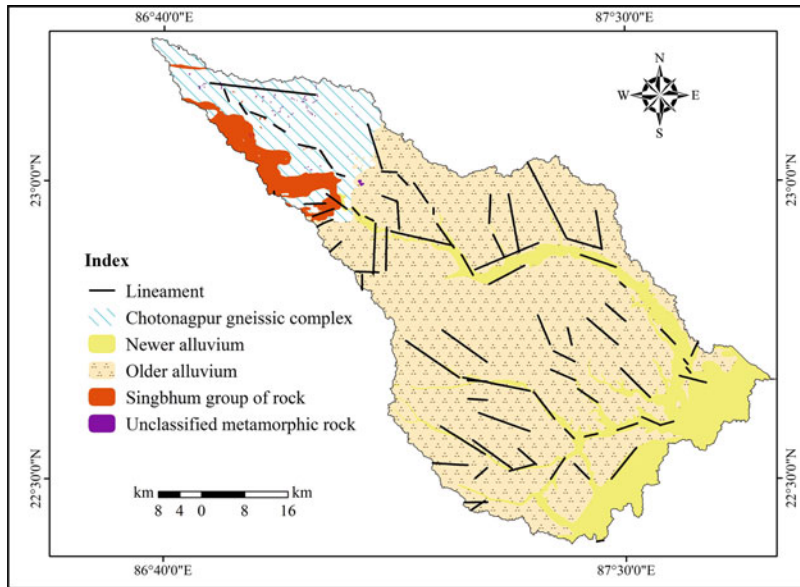 86°40'0"E
87°30'0"E
N
W
E
S
23°0'0"N
23°0'0"N
Index
Lineament
Chotonagpur gneissic complex
Newer alluvium
Older alluvium
Singbhum group of rock
Unclassified metamorphic rock
22°30'0"N
22°30'0"N
km
km
8 4 0 8 16
86°40'0"E
87°30'0"E